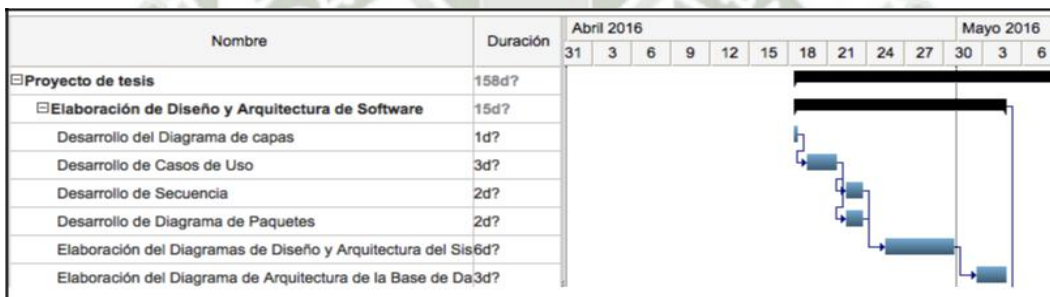 Nombre
Duración
Abril 2016
Mayo 2016
31 3 6 9 12 15 18 21 24 27 30 3 6
Proyecto de tesis 158d?
Elaboración de Diseño y Arquitectura de Software 15d?
Desarrollo del Diagrama de capas 1d?
Desarrollo de Casos de Uso 3d?
Desarrollo de Secuencia 2d?
Desarrollo de Diagrama de Paquetes 2d?
Elaboración del Diagramas de Diseño y Arquitectura del Sis 6d?
Elaboración del Diagrama de Arquitectura de la Base de Da 3d?